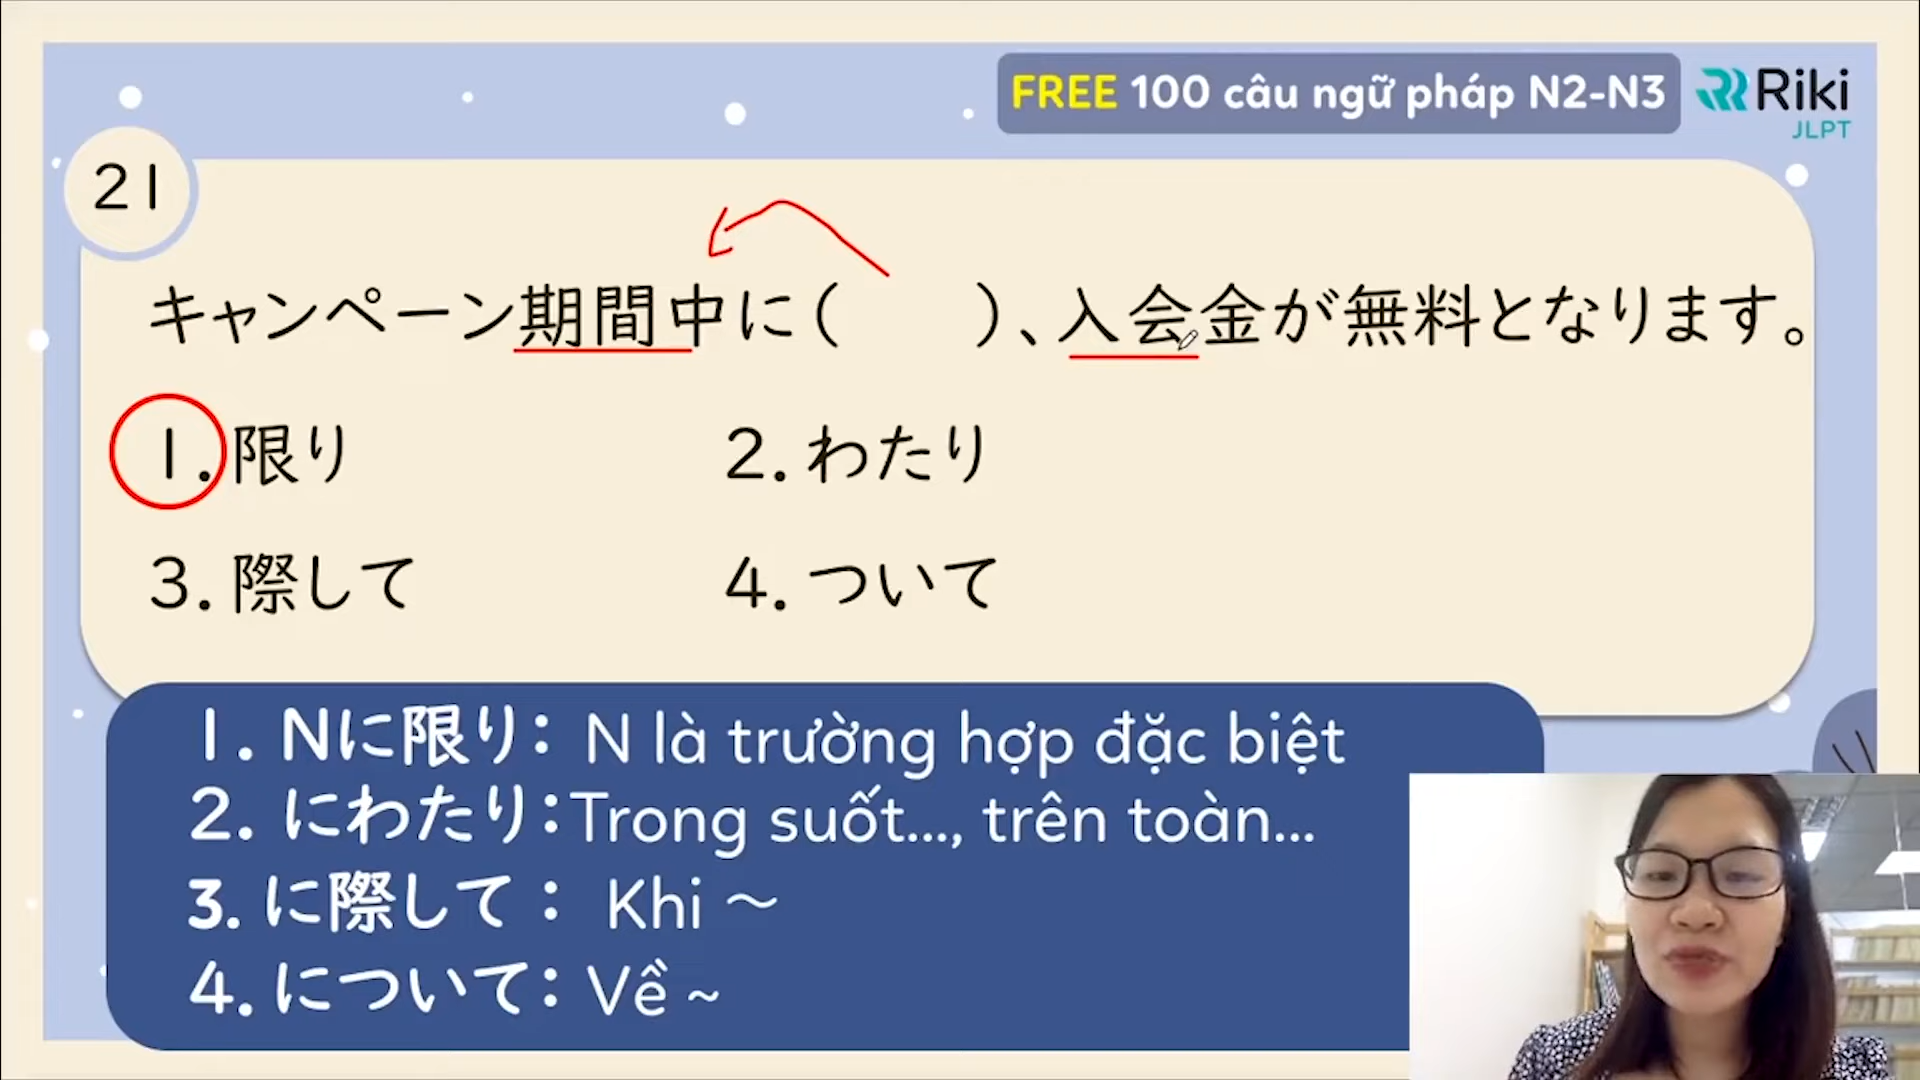 FREE 100 câu ngữ pháp N2-N3
Riki
JLPT
21
キャンペーン期間中に( )、入会金が無料となります。
1.限り
2.わたり
3.際して
4.ついて
1. Nに限り: N là trường hợp đặc biệt
2. にわたり:Trong suốt..., trên toàn...
3. に際して: Khi ~
4. について: Về ~